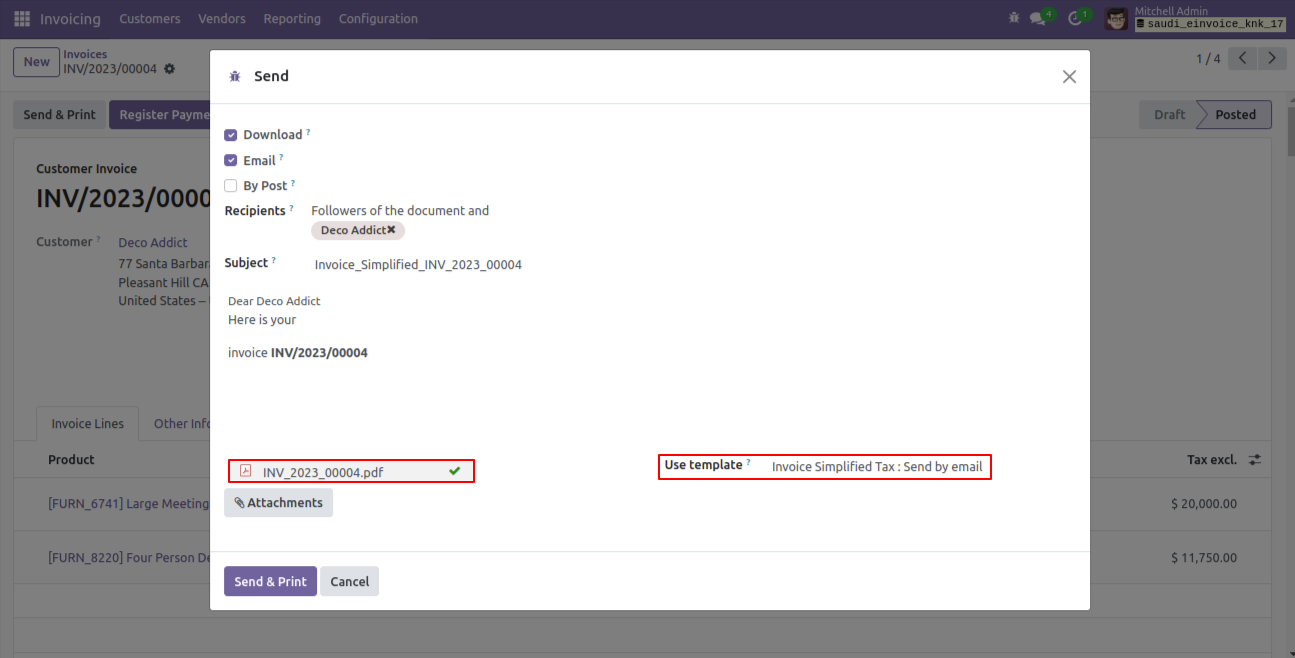 Invoicing Customers Vendors Reporting Configuration 4 1 Mitchell Admin
saudi_einvoice_knk_17
New Invoices
INV/2023/00004
1 / 4
Send
Send & Print Register Payme
Draft Posted
Download ?
Email ?
By Post ?
Recipients ? Followers of the document and
Deco Addict✖
Subject ? Invoice_Simplified_INV_2023_00004
Dear Deco Addict
Here is your
invoice INV/2023/00004
INV_2023_00004.pdf
Use template ? Invoice Simplified Tax : Send by email
Attachments
Send & Print Cancel
Customer Invoice
INV/2023/0000
Customer ? Deco Addict
77 Santa Barbar
Pleasant Hill CA
United States –
Invoice Lines Other Info
Product Tax excl.
[FURN_6741] Large Meeting $ 20,000.00
[FURN_8220] Four Person De $ 11,750.00